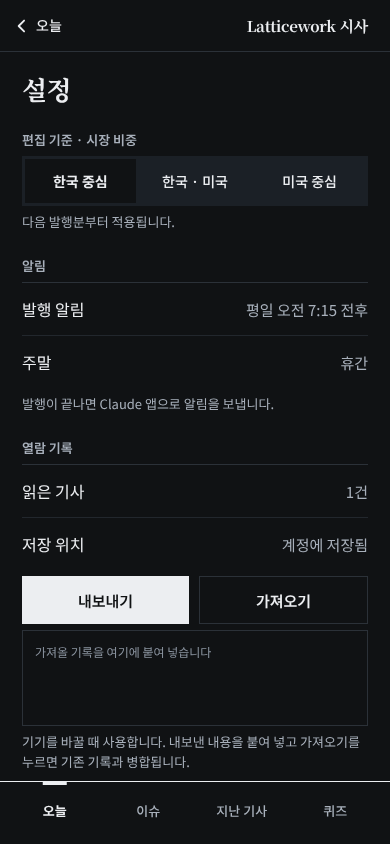 오늘
Latticework 시사
설정
편집 기준 · 시장 비중
한국 중심
한국 · 미국
미국 중심
다음 발행분부터 적용됩니다.
알림
발행 알림
평일 오전 7:15 전후
주말
휴간
발행이 끝나면 Claude 앱으로 알림을 보냅니다.
열람 기록
읽은 기사
1건
저장 위치
계정에 저장됨
내보내기
가져오기
가져올 기록을 여기에 붙여 넣습니다
기기를 바꿀 때 사용합니다. 내보낸 내용을 붙여 넣고 가져오기를
누르면 기존 기록과 병합됩니다.
오늘
이슈
지난 기사
퀴즈